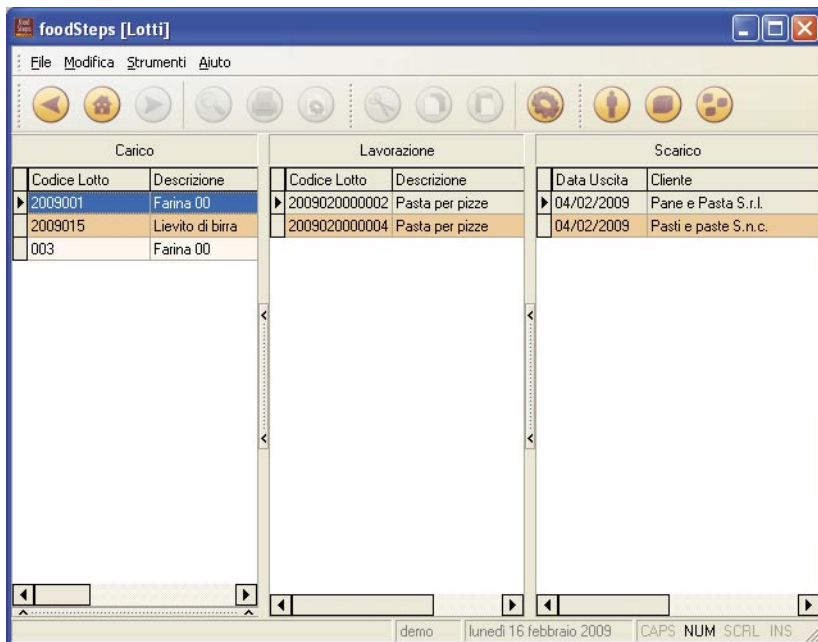 foodSteps [Lotti]
File Modifica Strumenti Aiuto
Carico
Codice Lotto Descrizione
2009001 Farina 00
2009015 Lievito di birra
003 Farina 00
Lavorazione
Codice Lotto Descrizione
2009020000002 Pasta per pizze
2009020000004 Pasta per pizze
Scarico
Data Uscita Cliente
04/02/2009 Pane e Pasta S.r.l.
04/02/2009 Pasti e paste S.n.c.
demo lunedì 16 febbraio 2009 CAPS NUM SCRL INS